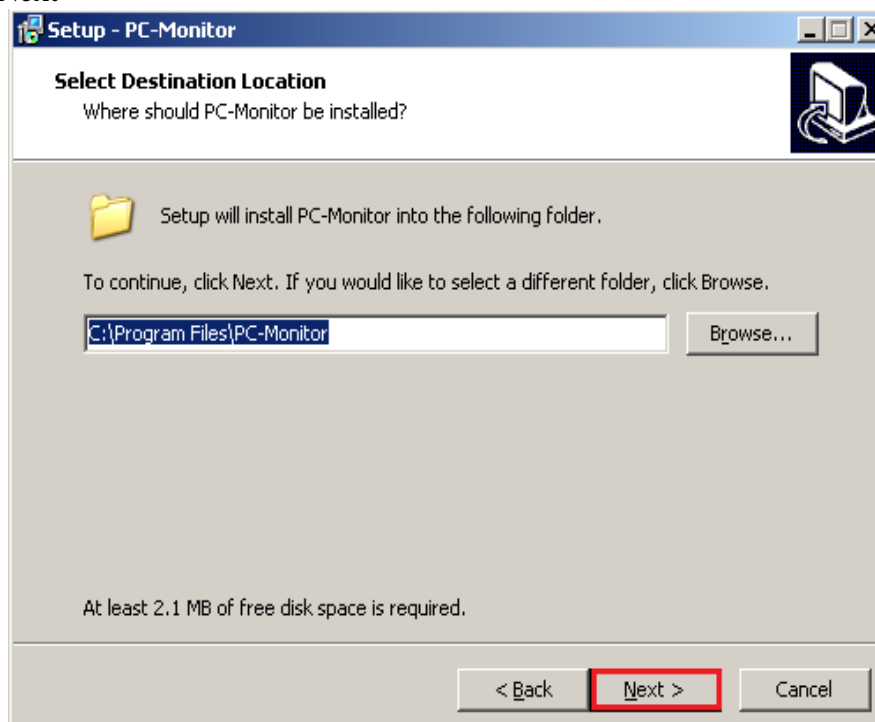 Setup - PC-Monitor
Select Destination Location
Where should PC-Monitor be installed?
Setup will install PC-Monitor into the following folder.
To continue, click Next. If you would like to select a different folder, click Browse.
C:\Program Files\PC-Monitor
Browse...
At least 2.1 MB of free disk space is required.
< Back
Next >
Cancel